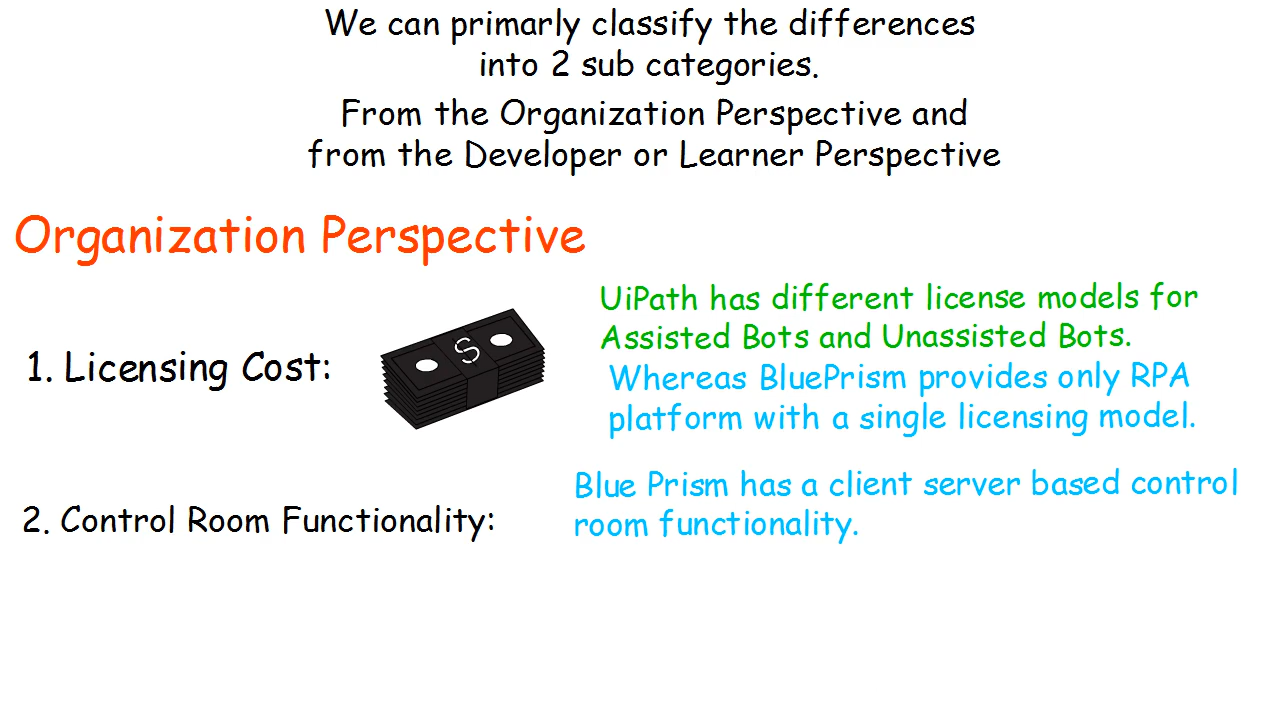 We can primarly classify the differences
into 2 sub categories.
From the Organization Perspective and
from the Developer or Learner Perspective
Organization Perspective
1. Licensing Cost:
$
UiPath has different license models for
Assisted Bots and Unassisted Bots.
Whereas BluePrism provides only RPA
platform with a single licensing model.
2. Control Room Functionality:
Blue Prism has a client server based control
room functionality.